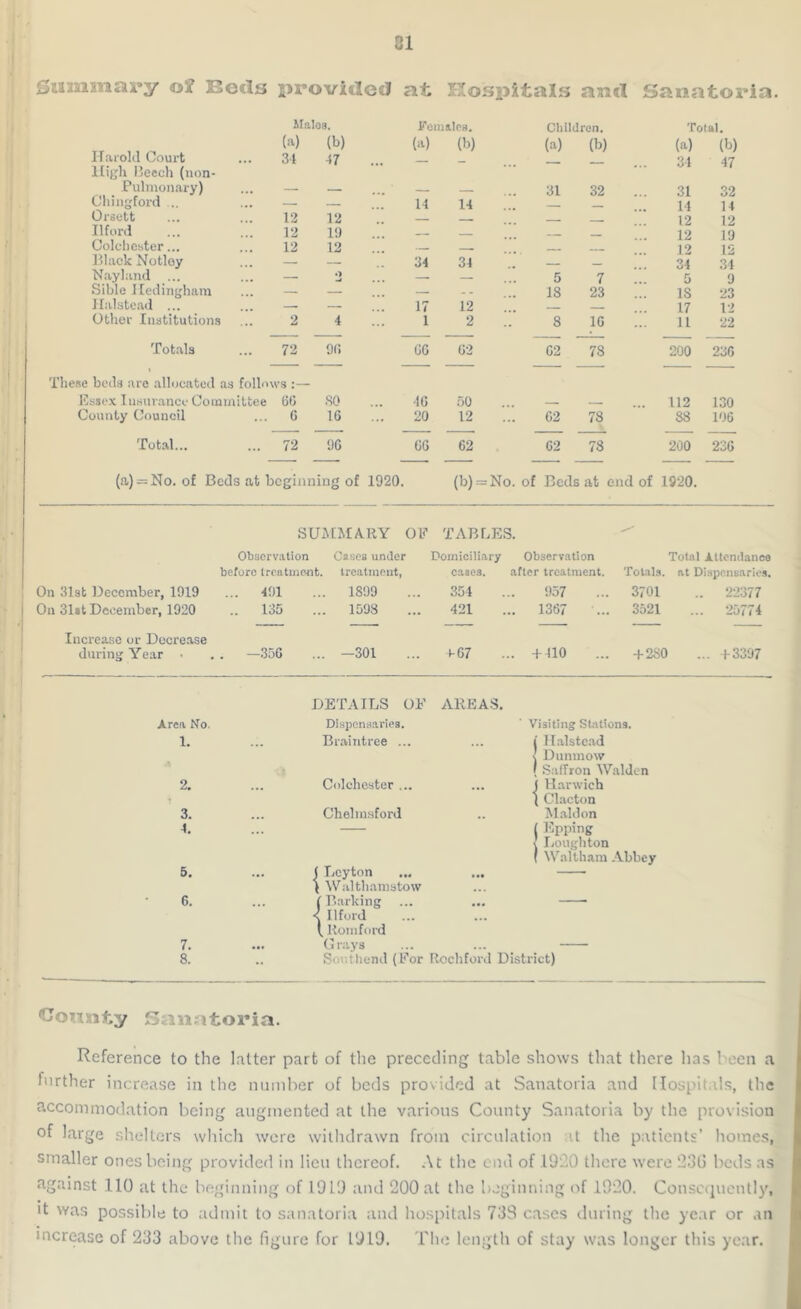 31
Summary of Beds provided at Hospitals and Sanatoria.
Males. Females. Children. Total.
(a) (b) (a) (b) (a) (b) (a) (b)
Harold Court ... 34 47 ... — - ... — — ... 34 47
High Beech (non-
Pulmonary) ... — — ... — — ... 31 32 ... 31 32
Chingford .. ... — — ... 14 14 ... — — ... 14 14
Orsett ... ... 12 12 .. — — ... — — ... 12 12
Ilford ... ... 12 19 ... — — ... — — ... 12 19
Colchester ... ... 12 12 ... — — ... — — ... 12 12
Black Notley ... — — .. 34 34 .. — — ... 34 34
Nayland ... ... — 2 ... — — ... 5 7 ... 5 9
Sible Hedingham ... — — ... — - - ... 18 23 ... 18 23
Halstead ... ... — — ... 17 12 ... — — ... 17 12
Other Institutions ... 2 4 ... 1 2 .. 8 16 ... 11 22
Totals ... 72 96 66 62 62 78 200 236
These beds are allocated as follows :—
Essex Insurance Committee 66 80 ... 46 50 ... — — ... 112 130
County Council ... 6 16 ... 20 12 ... 62 78 88 106
Total... ... 72 96 66 62 62 78 200 236
(a) = No. of Beds at beginning of 1920. (b) = No. of Beds at end of 1920.
SUMMARY OF TABLES.
Observation Cases under Domiciliary Observation Total Attendance
before treatment. treatment, cases. after treatment. Totals. at Dispensaries.
On 31st December, 1919 ... 491 ... 1899 ... 354 ... 957 ... 3701 .. 22377
On 31st December, 1920 .. 135 ... 1598 ... 421 ... 1367 ... 3521 ... 25774
Increase or Decrease
during Year . .. —356 ... —301 ... +67 ... +410 ... +280 ... +3397
DETAILS OF AREAS.
Area No. Dispensaries. Visiting Stations.
1. ... Braintree ... ... { Halstead
Dunmow
Saffron Walden
2. ... Colchester ... ... { Harwich
Clacton
3. ... Chelmsford .. Maldon
4. ... —— { Epping
Loughton
Waltham Abbey
5. ... { Leyton ... ... ——
Walthamstow ...
6. ... { Barking ... ... ——
Ilford ... ...
Romford
7. ... Grays ... ... ——
8. .. Southend (For Rochford District)
County Sanatoria.
Reference to the latter part of the preceding table shows that there has been a
further increase in the number of beds provided at Sanatoria and Hospitals, the
accommodation being augmented at the various County Sanatoria by the provision
of large shelters which were withdrawn from circulation at the patients' homes,
smaller ones being provided in lieu thereof. At the end of 1920 there were 236 beds as
against 110 at the beginning of 1919 and 200 at the beginning of 1920. Consequently,
it was possible to admit to sanatoria and hospitals 738 cases during the year or an
increase of 233 above the figure for 1919. The length of stay was longer this year.